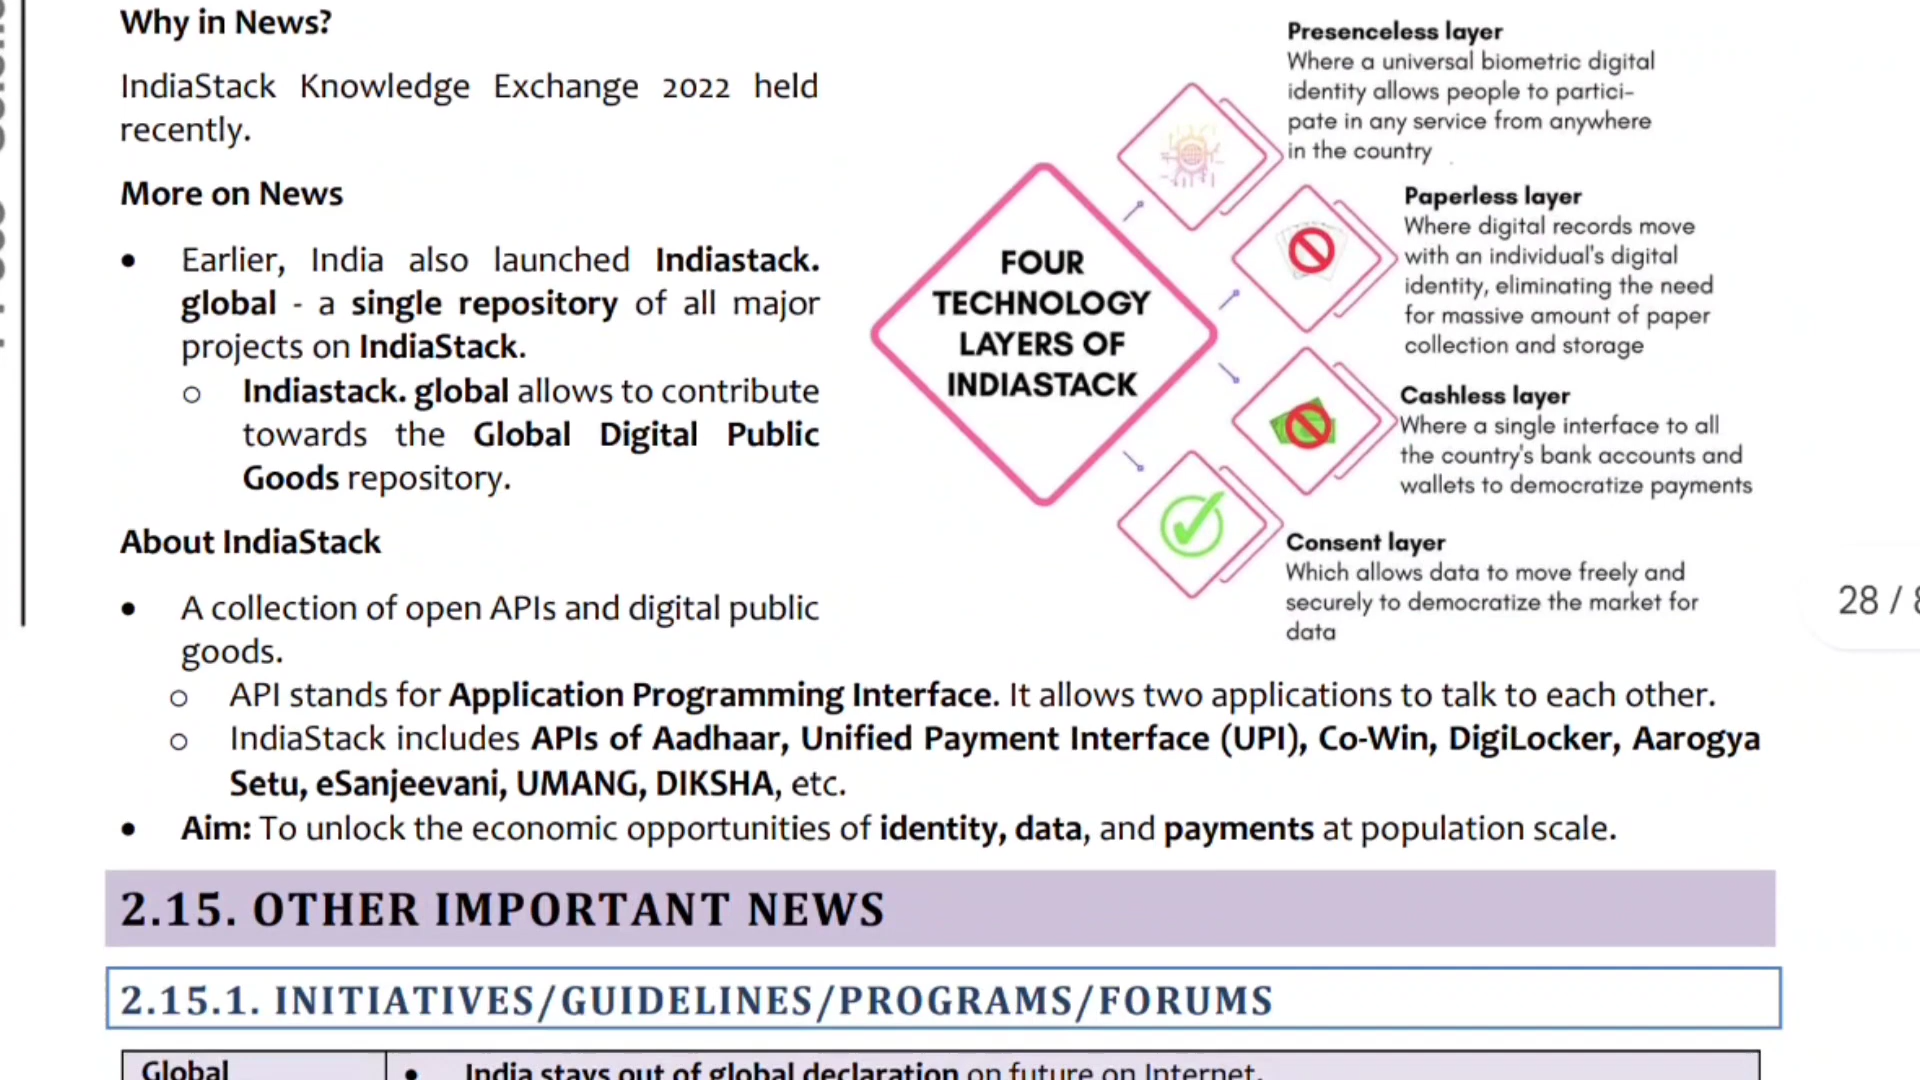 Why in News?
IndiaStack Knowledge Exchange 2022 held
recently.
More on News
• Earlier, India also launched Indiastack.
global - a single repository of all major
projects on IndiaStack.
o Indiastack. global allows to contribute
towards the Global Digital Public
Goods repository.
About IndiaStack
• A collection of open APIs and digital public
goods.
FOUR
TECHNOLOGY
LAYERS OF
INDIASTACK
Presenceless layer
Where a universal biometric digital
identity allows people to partici-
pate in any service from anywhere
in the country
Paperless layer
Where digital records move
with an individual's digital
identity, eliminating the need
for massive amount of paper
collection and storage
Cashless layer
Where a single interface to all
the country's bank accounts and
wallets to democratize payments
Consent layer
Which allows data to move freely and
securely to democratize the market for
data
28 / 8
o API stands for Application Programming Interface. It allows two applications to talk to each other.
o IndiaStack includes APIs of Aadhaar, Unified Payment Interface (UPI), Co-Win, DigiLocker, Aarogya
Setu, eSanjeevani, UMANG, DIKSHA, etc.
• Aim: To unlock the economic opportunities of identity, data, and payments at population scale.
2.15. OTHER IMPORTANT NEWS
2.15.1. INITIATIVES/GUIDELINES/PROGRAMS/FORUMS
Global
• India stays out of global declaration on future on Internet.